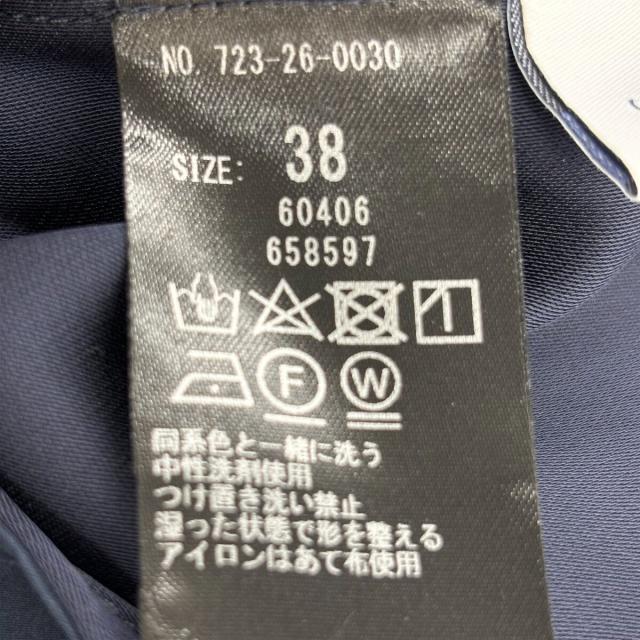 NO. 723-26-0030
SIZE: 38
60406
658597
F W
同系色と一緒に洗う
中性洗剤使用
つけ置き洗い禁止
湿った状態で形を整える
アイロンはあて布使用